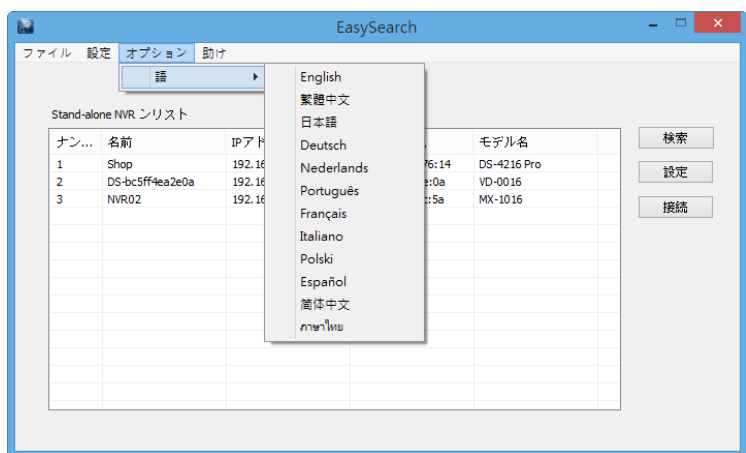 EasySearch
ファイル 設定 オプション 助け
語
English
繁體中文
日本語
Deutsch
Nederlands
Português
Français
Italiano
Polski
Español
简体中文
ภาษาไทย
Stand-alone NVR ンリスト
ナン... 名前 IPアド モデル名
1 Shop 192.16 76:14 DS-4216 Pro
2 DS-bc5ff4ea2e0a 192.16 :0a VD-0016
3 NVR02 192.16 :5a MX-1016
検索
設定
接続